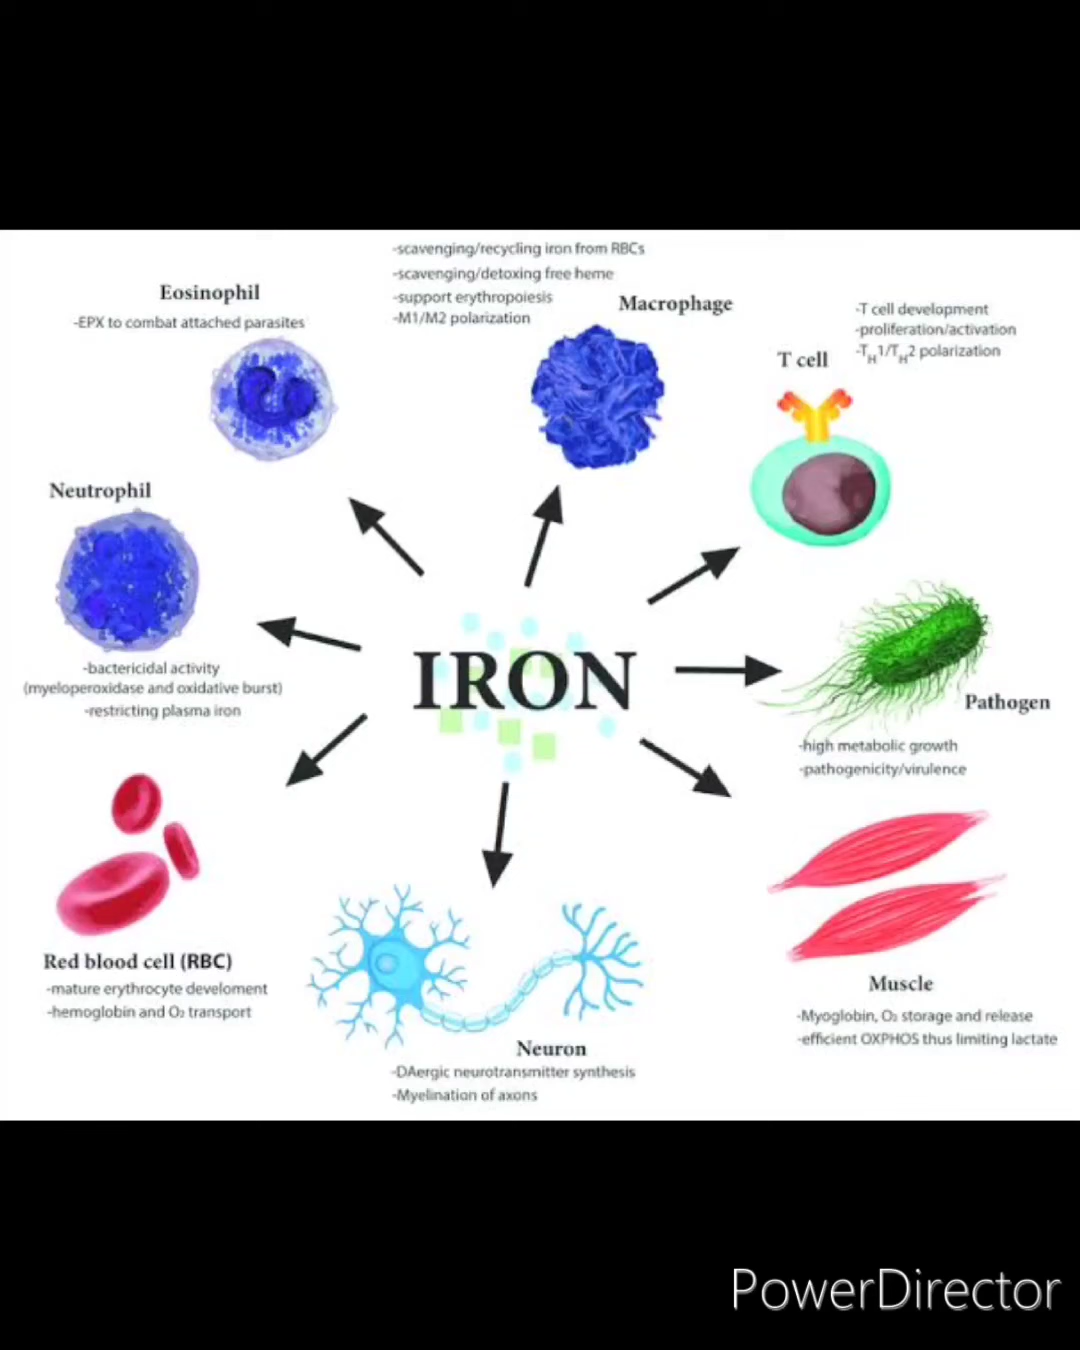 -scavenging/recycling iron from RBCs
-scavenging/detoxing free heme
-support erythropoiesis
-M1/M2 polarization
Macrophage
Eosinophil
-EPX to combat attached parasites
T cell
-T cell development
-proliferation/activation
-TH1/TH2 polarization
Neutrophil
-bactericidal activity
(myeloperoxidase and oxidative burst)
-restricting plasma iron
IRON
Pathogen
-high metabolic growth
-pathogenicity/virulence
Red blood cell (RBC)
-mature erythrocyte develoment
-hemoglobin and O₂ transport
Neuron
-DAergic neurotransmitter synthesis
-Myelination of axons
Muscle
-Myoglobin, O₂ storage and release
-efficient OXPHOS thus limiting lactate
PowerDirector